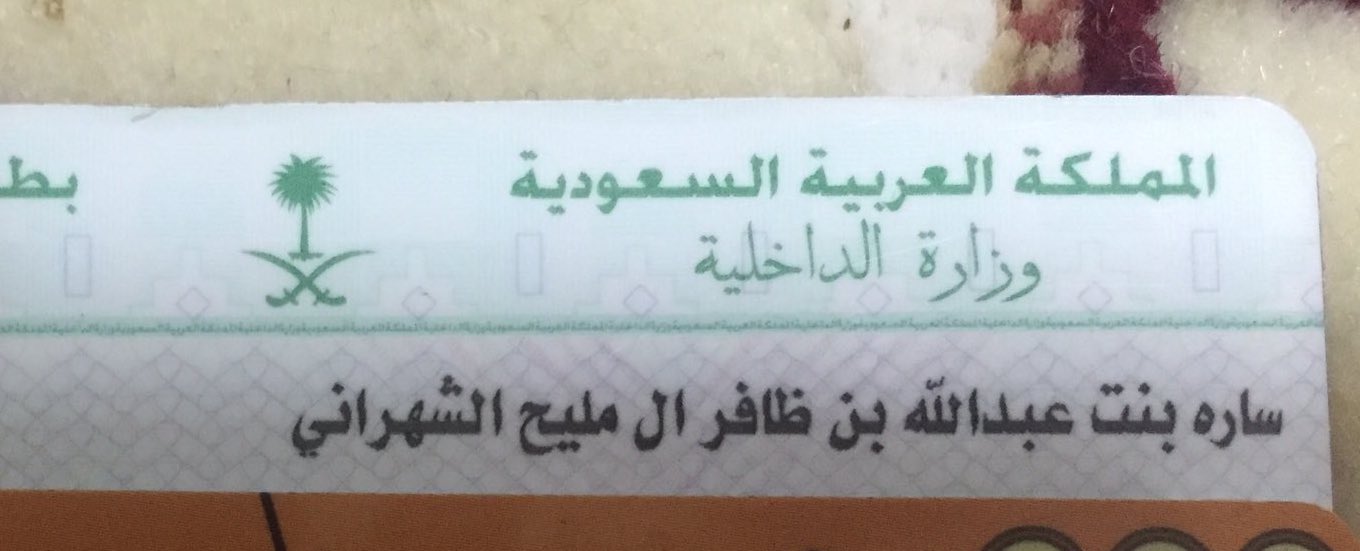 المملكة العربية السعودية
وزارة الداخلية
ساره بنت عبدالله بن ظافر ال مليح الشهراني